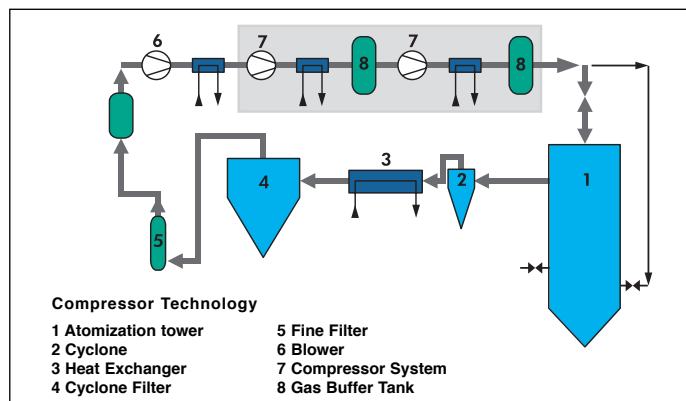 6
7
7
8
8
3
1
2
4
5
Compressor Technology
1 Atomization tower
2 Cyclone
3 Heat Exchanger
4 Cyclone Filter
5 Fine Filter
6 Blower
7 Compressor System
8 Gas Buffer Tank